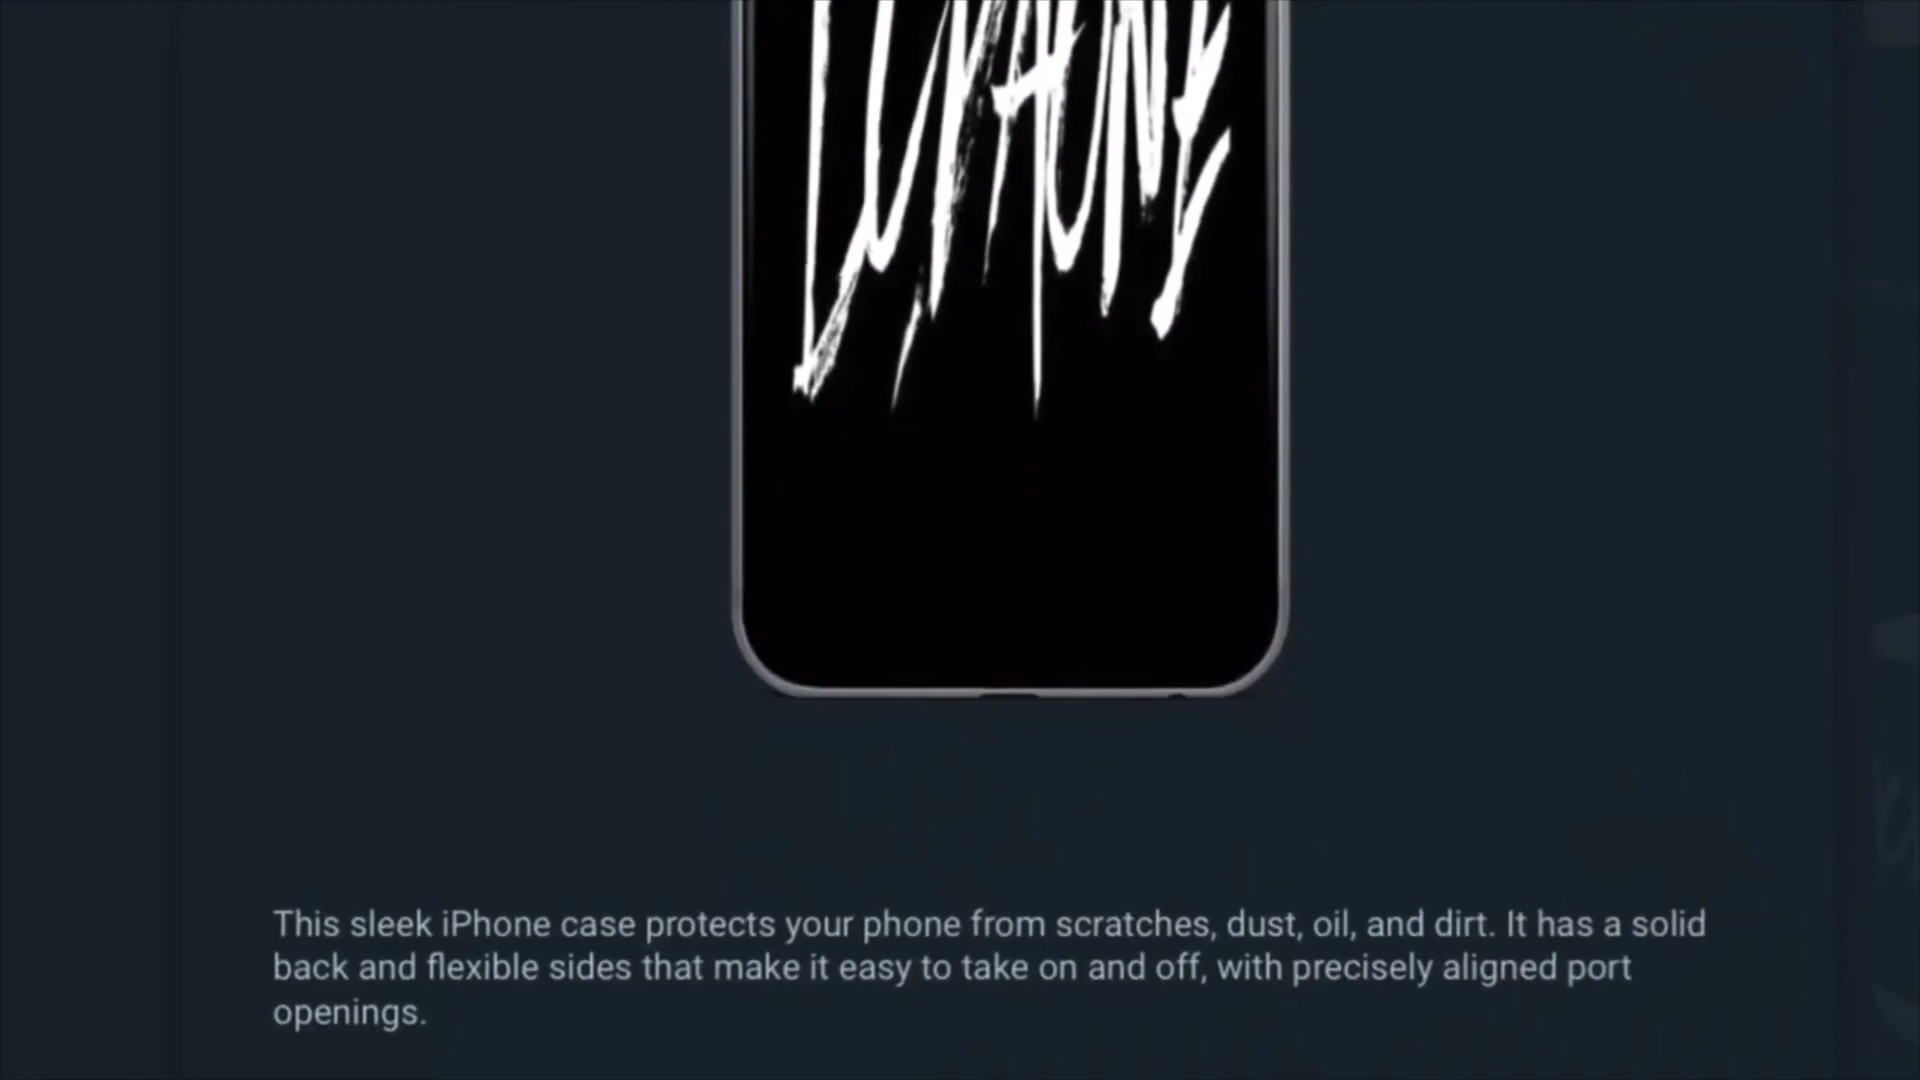 This sleek iPhone case protects your phone from scratches, dust, oil, and dirt. It has a solid
back and flexible sides that make it easy to take on and off, with precisely aligned port
openings.